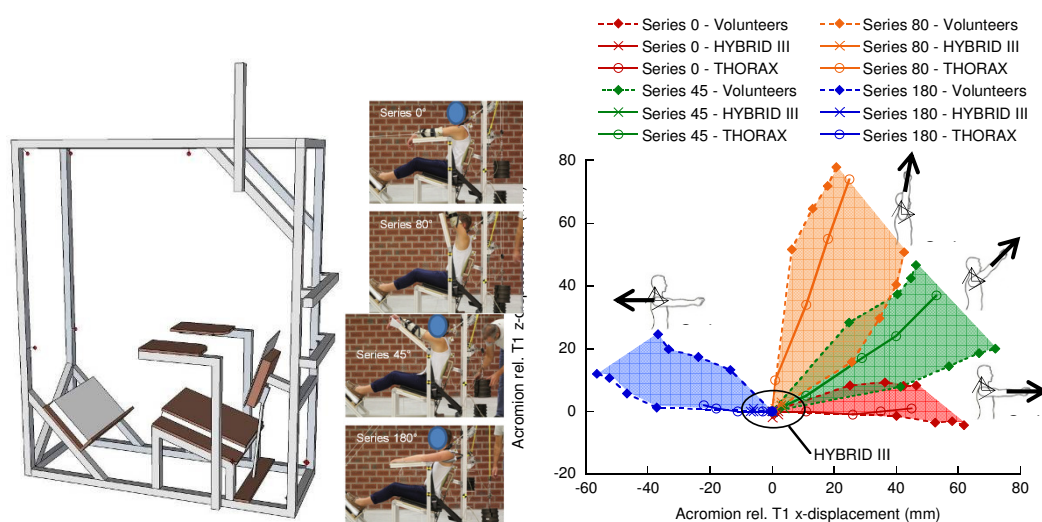 Series 0°
Series 80°
Series 45°
Series 180°
Series 0 - Volunteers
Series 0 - HYBRID III
Series 0 - THORAX
Series 45 - Volunteers
Series 45 - HYBRID III
Series 45 - THORAX
Series 80 - Volunteers
Series 80 - HYBRID III
Series 80 - THORAX
Series 180 - Volunteers
Series 180 - HYBRID III
Series 180 - THORAX
Acromion rel. T1
80
60
40
20
0
-20
HYBRID III
-60 -40 -20 0 20 40 60 80
Acromion rel. T1 x-displacement (mm)